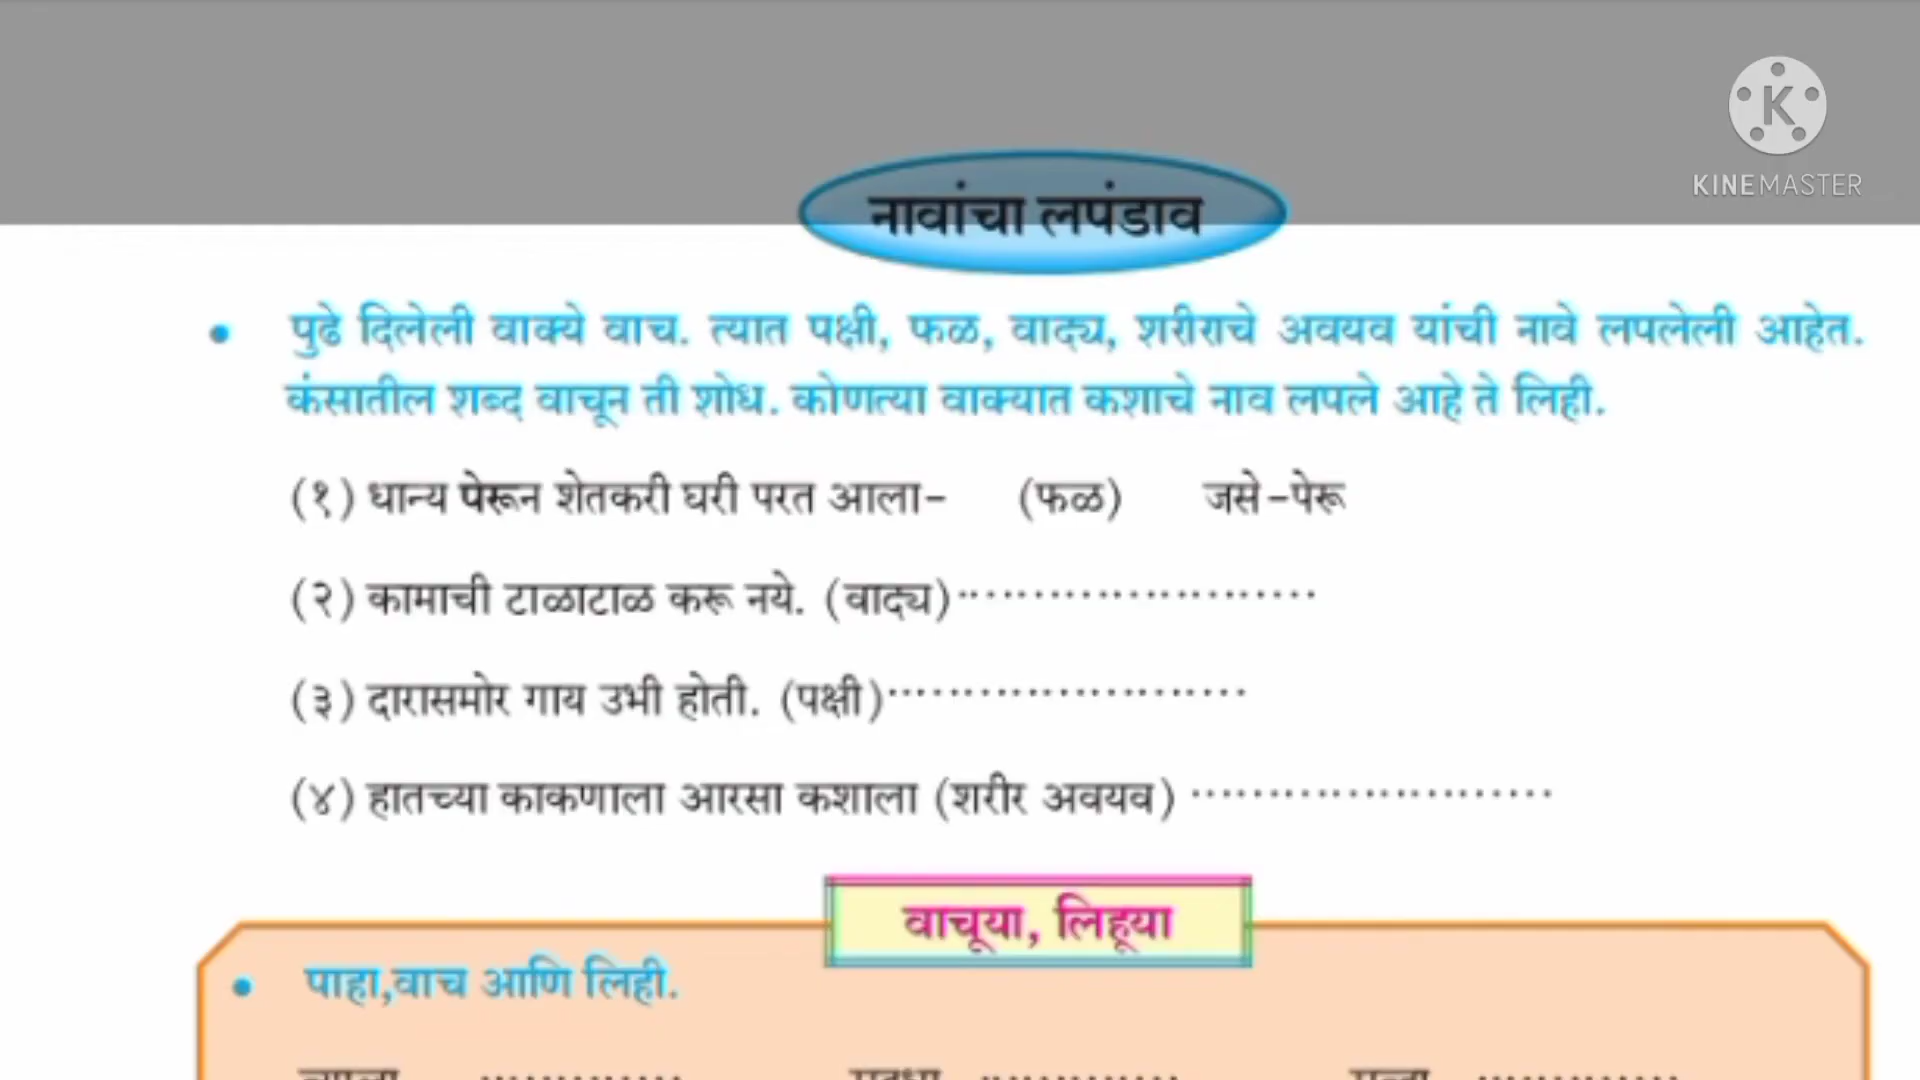 KINEMASTER
नावांचा लपंडाव
• पुढे दिलेली वाक्ये वाच. त्यात पक्षी, फळ, वाद्य, शरीराचे अवयव यांची नावे लपलेली आहेत.
कंसातील शब्द वाचून ती शोध. कोणत्या वाक्यात कशाचे नाव लपले आहे ते लिही.
(१) धान्य पेरून शेतकरी घरी परत आला- (फळ) जसे-पेरू
(२) कामाची टाळाटाळ करू नये. (वाद्य)........................
(३) दारासमोर गाय उभी होती. (पक्षी)........................
(४) हातच्या काकणाला आरसा कशाला (शरीर अवयव) ........................
वाचूया, लिहूया
• पाहा,वाच आणि लिही.